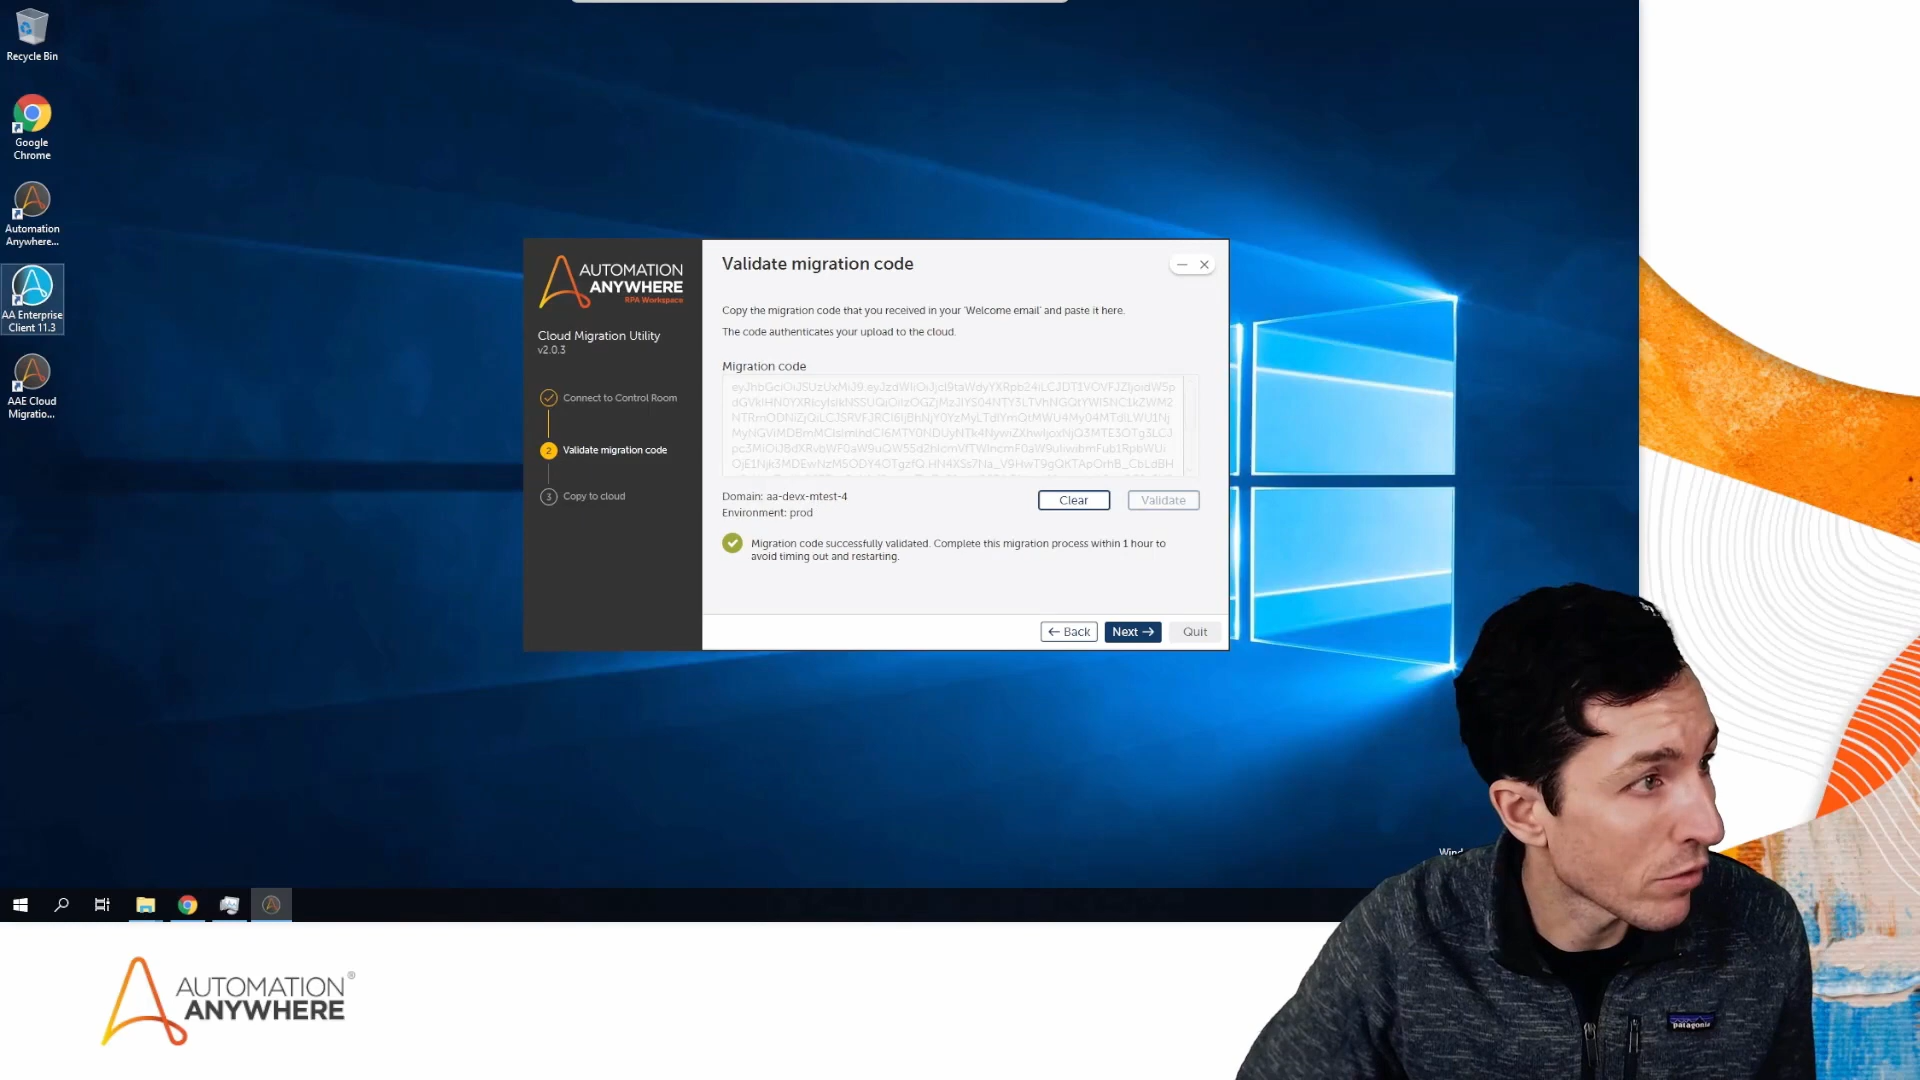 Recycle Bin
Google
Chrome
Automation
Anywhere...
AA Enterprise
Client 11.3
AAE Cloud
Migratio...
AUTOMATION
ANYWHERE
RPA Workspace
Cloud Migration Utility
v2.0.3
Connect to Control Room
2 Validate migration code
3 Copy to cloud
Validate migration code
Copy the migration code that you received in your 'Welcome email' and paste it here.
The code authenticates your upload to the cloud.
Migration code
Domain: aa-devx-mtest-4
Environment: prod
Clear
Validate
Migration code successfully validated. Complete this migration process within 1 hour to
avoid timing out and restarting.
← Back
Next →
Quit
Wind
AUTOMATION®
ANYWHERE
patagonia